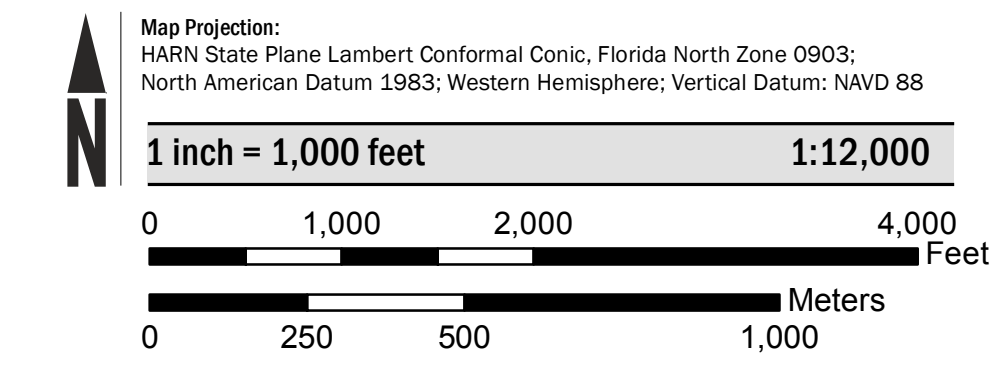 N
Map Projection:
HARN State Plane Lambert Conformal Conic, Florida North Zone 0903;
North American Datum 1983; Western Hemisphere; Vertical Datum: NAVD 88
1 inch = 1,000 feet 1:12,000
0 1,000 2,000 4,000
Feet
Meters
0 250 500 1,000